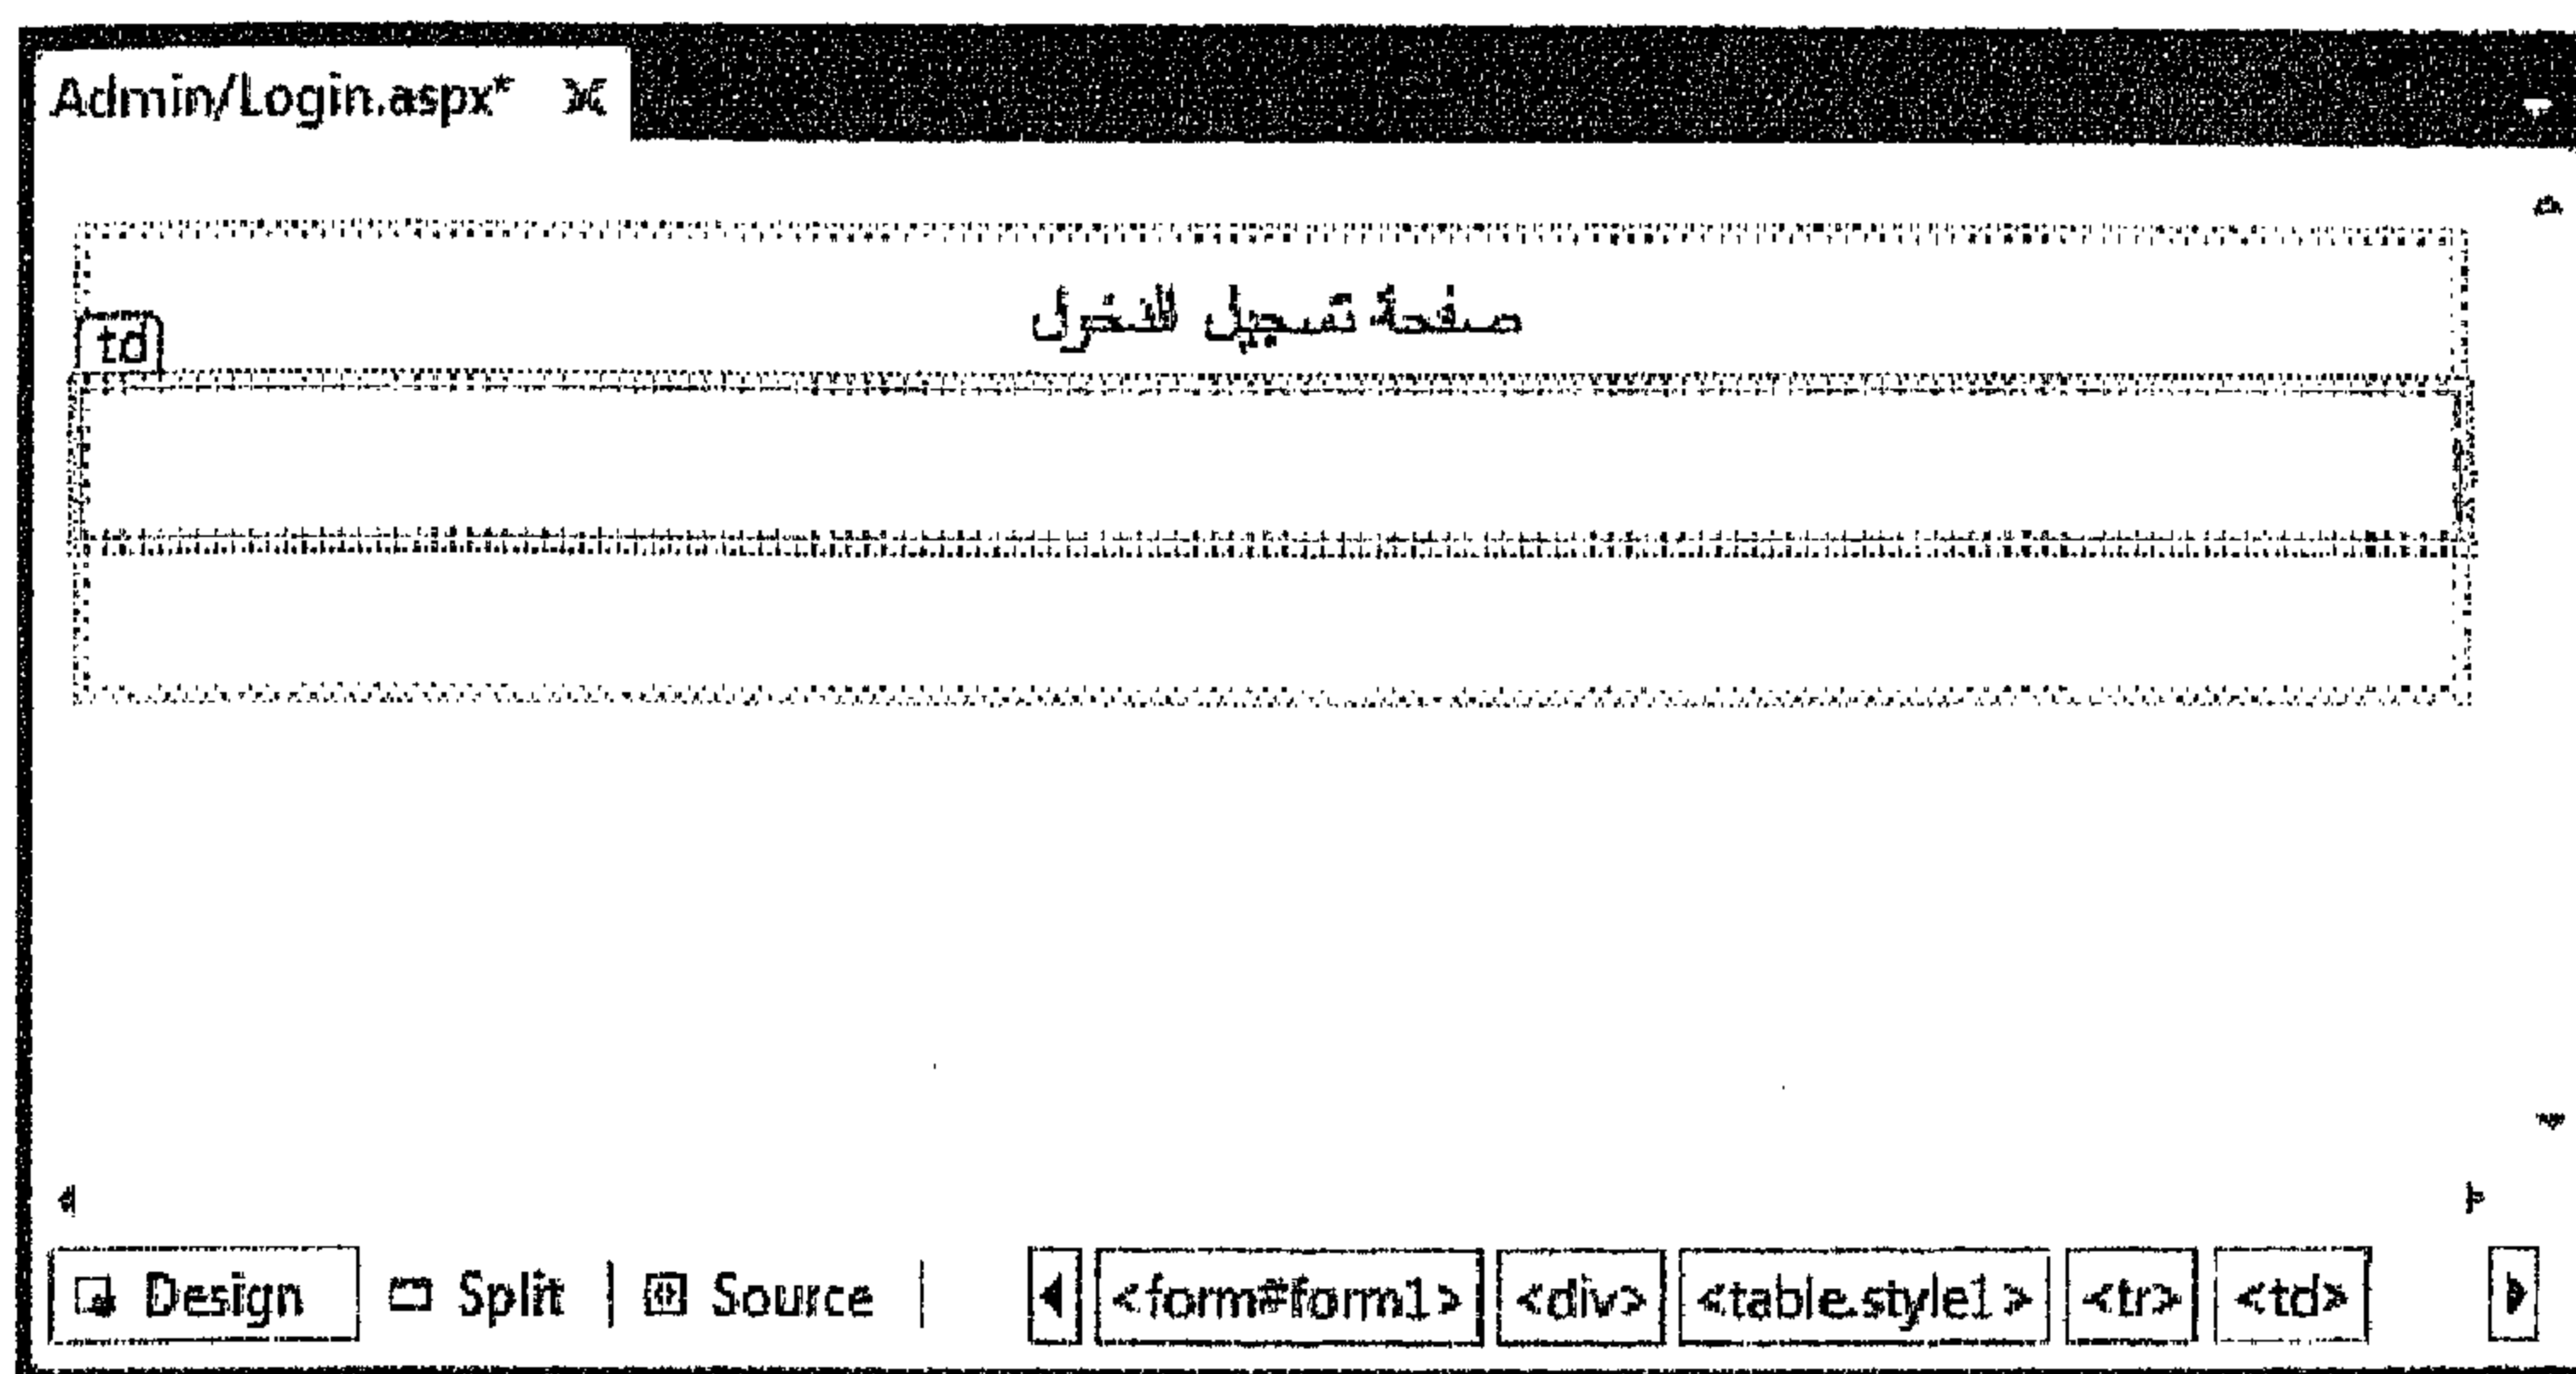 Admin/Login.aspx*
صفحة تسجيل الدخول
td
Design Split Source <form#form1> <div> <table.style1> <tr> <td>